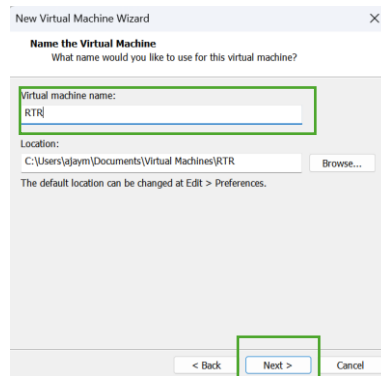 New Virtual Machine Wizard
Name the Virtual Machine
What name would you like to use for this virtual machine?
Virtual machine name:
RTR
Location:
C:\Users\ajaym\Documents\Virtual Machines\RTR
Browse...
The default location can be changed at Edit > Preferences.
< Back
Next >
Cancel